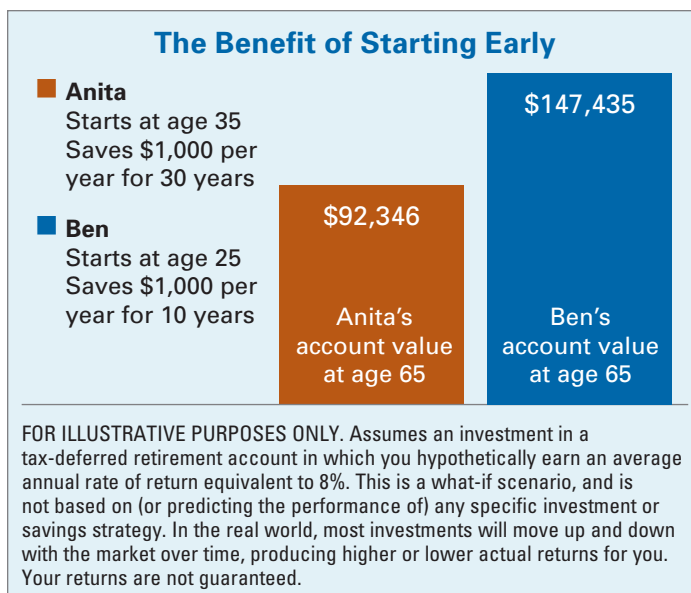 The Benefit of Starting Early
Anita
Starts at age 35
Saves $1,000 per
year for 30 years
Ben
Starts at age 25
Saves $1,000 per
year for 10 years
$92,346
Anita's
account value
at age 65
$147,435
Ben's
account value
at age 65
FOR ILLUSTRATIVE PURPOSES ONLY. Assumes an investment in a
tax-deferred retirement account in which you hypothetically earn an average
annual rate of return equivalent to 8%. This is a what-if scenario, and is
not based on (or predicting the performance of) any specific investment or
savings strategy. In the real world, most investments will move up and down
with the market over time, producing higher or lower actual returns for you.
Your returns are not guaranteed.